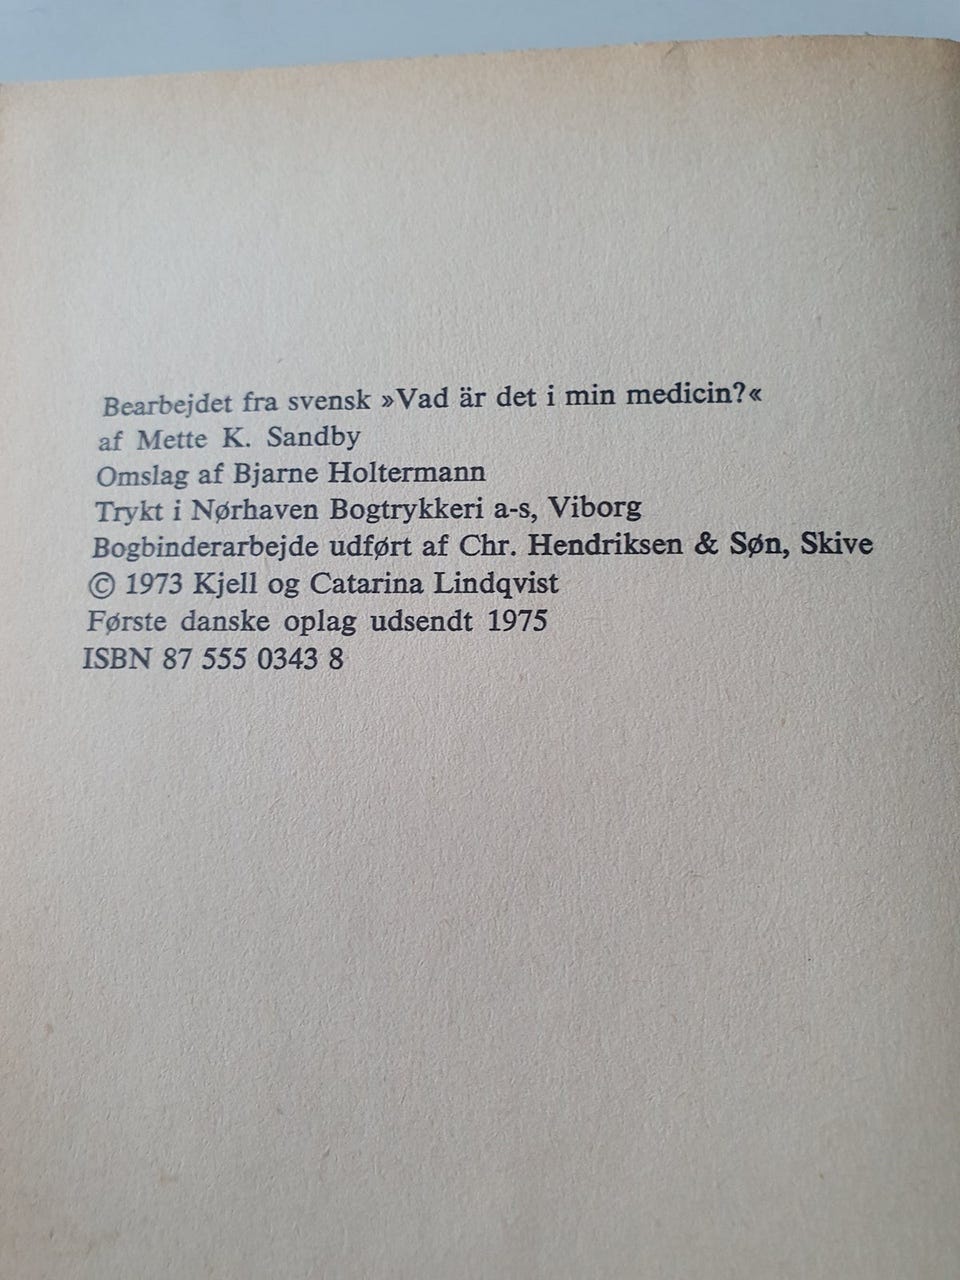 Bearbejdet fra svensk »Vad är det i min medicin?«
af Mette K. Sandby
Omslag af Bjarne Holtermann
Trykt i Nørhaven Bogtrykkeri a-s, Viborg
Bogbinderarbejde udført af Chr. Hendriksen & Søn, Skive
© 1973 Kjell og Catarina Lindqvist
Første danske oplag udsendt 1975
ISBN 87 555 0343 8